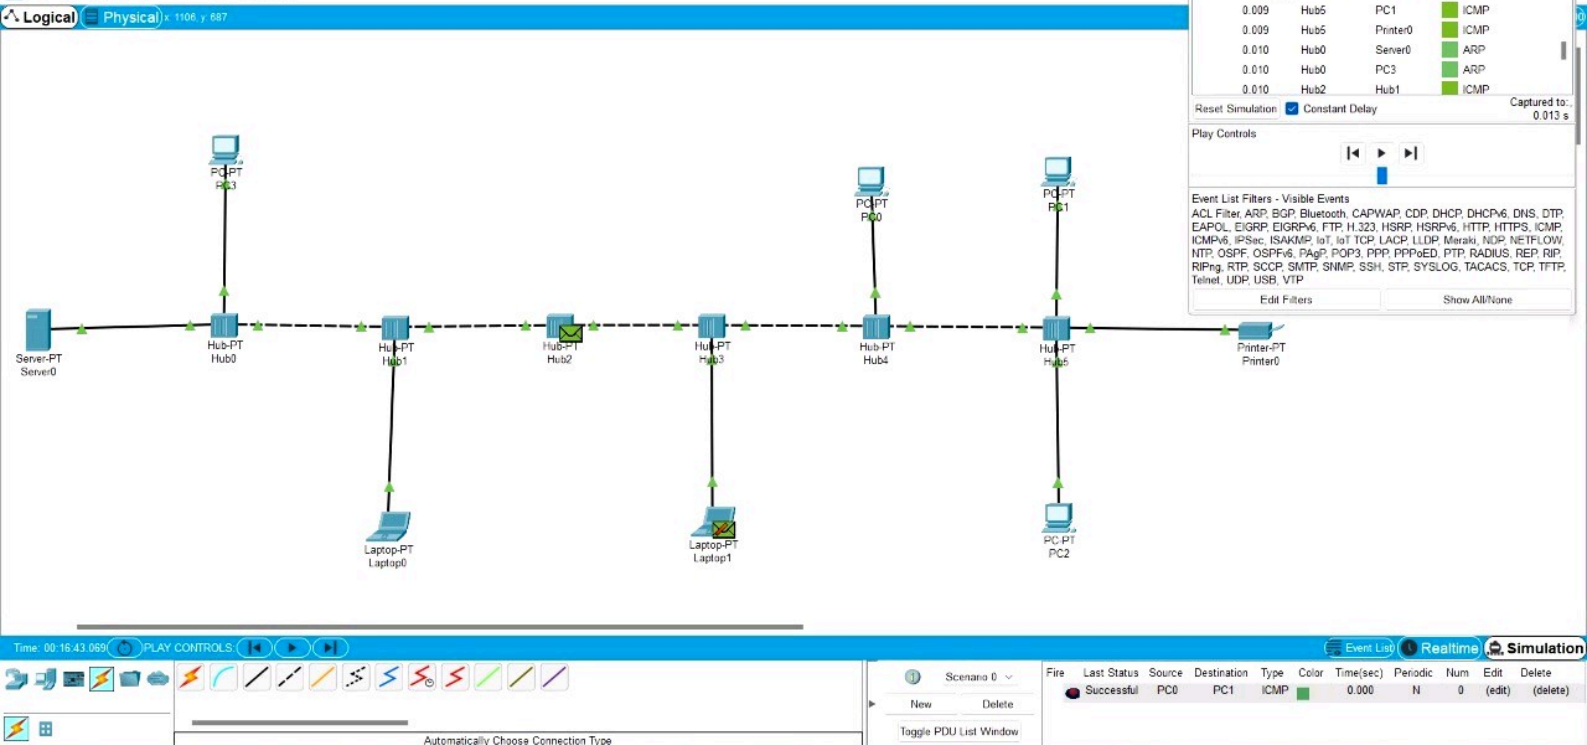 Logical Physical x: 1106, y: 687
0.009 Hub5 PC1 ICMP
0.009 Hub5 Printer0 ICMP
0.010 Hub0 Server0 ARP
0.010 Hub0 PC3 ARP
0.010 Hub2 Hub1 ICMP
Reset Simulation Constant Delay Captured to:
0.013 s
Play Controls
Event List Filters - Visible Events
ACL Filter, ARP, BGP, Bluetooth, CAPWAP, CDP, DHCP, DHCPv6, DNS, DTP,
EAPOL, EIGRP, EIGRPv6, FTP, H.323, HSRP, HSRPv6, HTTP, HTTPS, ICMP,
ICMPv6, IPSec, ISAKMP, IoT, IoT TCP, LACP, LLDP, Meraki, NDP, NETFLOW,
NTP, OSPF, OSPFv6, PAgP, POP3, PPP, PPPoED, PTP, RADIUS, REP, RIP,
RIPng, RTP, SCCP, SMTP, SNMP, SSH, STP, SYSLOG, TACACS, TCP, TFTP,
Telnet, UDP, USB, VTP
Edit Filters Show All/None
PC-PT
PC3
PC-PT
PC0
PC-PT
PC1
Server-PT
Server0
Hub-PT
Hub0
Hub-PT
Hub1
Hub-PT
Hub2
Hub-PT
Hub3
Hub-PT
Hub4
Hub-PT
Hub5
Printer-PT
Printer0
Laptop-PT
Laptop0
Laptop-PT
Laptop1
PC-PT
PC2
Time: 00:16:43.069 PLAY CONTROLS: Event List Realtime Simulation
Scenario 0
New Delete
Toggle PDU List Window
Fire Last Status Source Destination Type Color Time(sec) Periodic Num Edit Delete
Successful PC0 PC1 ICMP 0.000 N 0 (edit) (delete)
Automatically Choose Connection Type